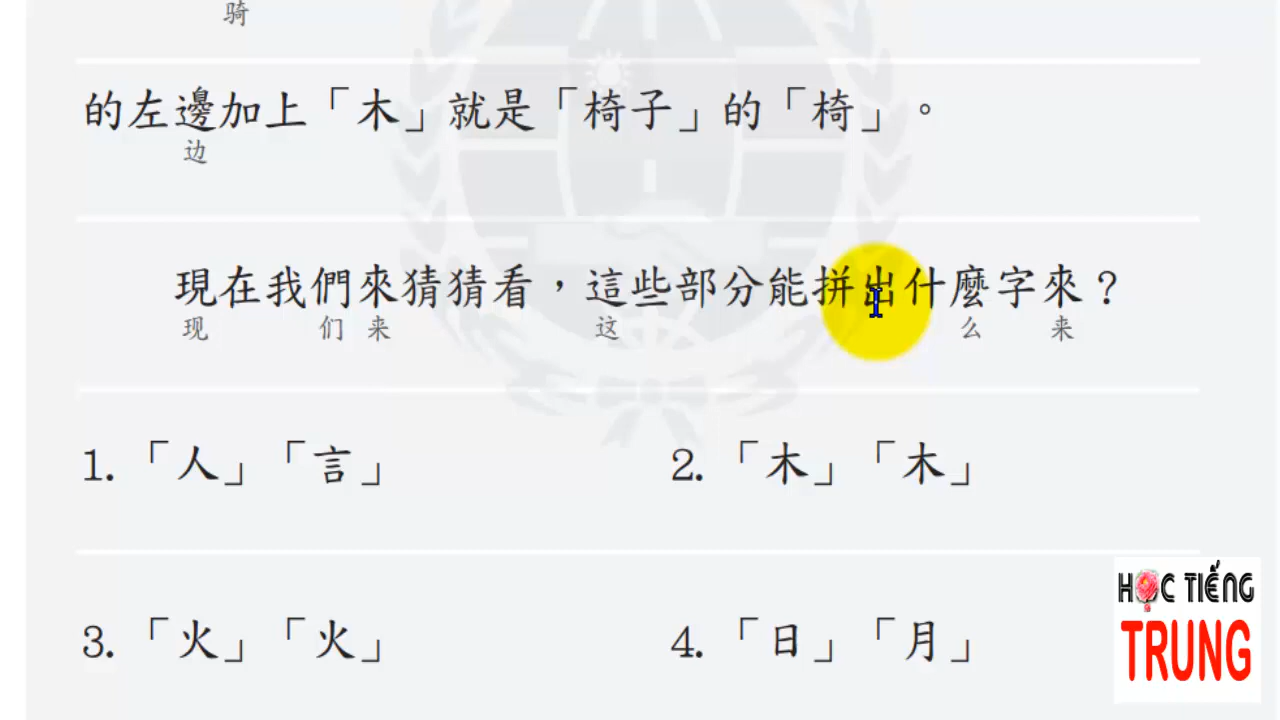 骑
的左邊加上「木」就是「椅子」的「椅」。
边
現在我們來猜猜看，這些部分能拼出什麼字來？
现 们 来 这 么 来
1.「人」「言」 2.「木」「木」
3.「火」「火」 4.「日」「月」
HỌC TIẾNG
TRUNG